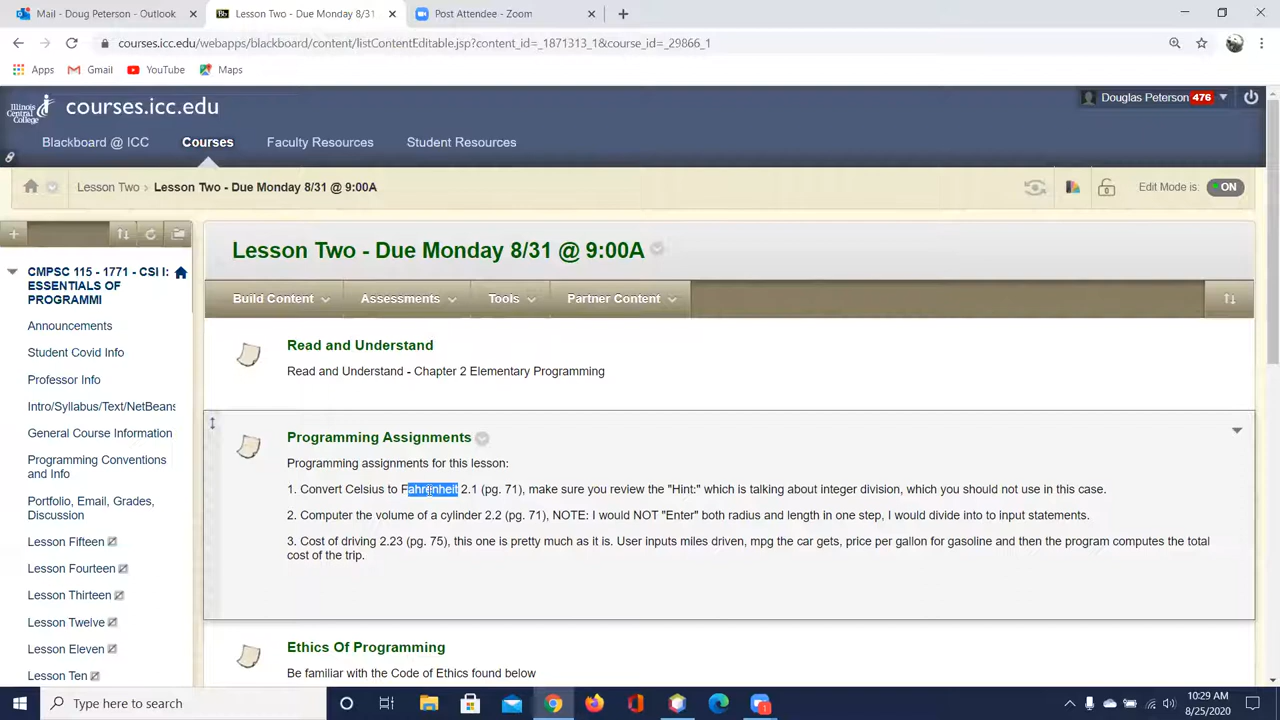 Mail - Doug Peterson - Outlook
Lesson Two - Due Monday 8/31
Post Attendee - Zoom
courses.icc.edu/webapps/blackboard/content/listContentEditable.jsp?content_id=_1871313_1&course_id=_29866_1
Apps
Gmail
YouTube
Maps
courses.icc.edu
Douglas Peterson 476
Blackboard @ ICC
Courses
Faculty Resources
Student Resources
Lesson Two
Lesson Two - Due Monday 8/31 @ 9:00A
Edit Mode is: ON
CMPSC 115 - 1771 - CSI I:
ESSENTIALS OF
PROGRAMMI
Announcements
Student Covid Info
Professor Info
Intro/Syllabus/Text/NetBeans
General Course Information
Programming Conventions
and Info
Portfolio, Email, Grades,
Discussion
Lesson Fifteen
Lesson Fourteen
Lesson Thirteen
Lesson Twelve
Lesson Eleven
Lesson Ten
Lesson Two - Due Monday 8/31 @ 9:00A
Build Content
Assessments
Tools
Partner Content
Read and Understand
Read and Understand - Chapter 2 Elementary Programming
Programming Assignments
Programming assignments for this lesson:
1. Convert Celsius to Fahrenheit 2.1 (pg. 71), make sure you review the "Hint:" which is talking about integer division, which you should not use in this case.
2. Computer the volume of a cylinder 2.2 (pg. 71), NOTE: I would NOT "Enter" both radius and length in one step, I would divide into to input statements.
3. Cost of driving 2.23 (pg. 75), this one is pretty much as it is. User inputs miles driven, mpg the car gets, price per gallon for gasoline and then the program computes the total
cost of the trip.
Ethics Of Programming
Be familiar with the Code of Ethics found below
Type here to search
10:29 AM
8/25/2020